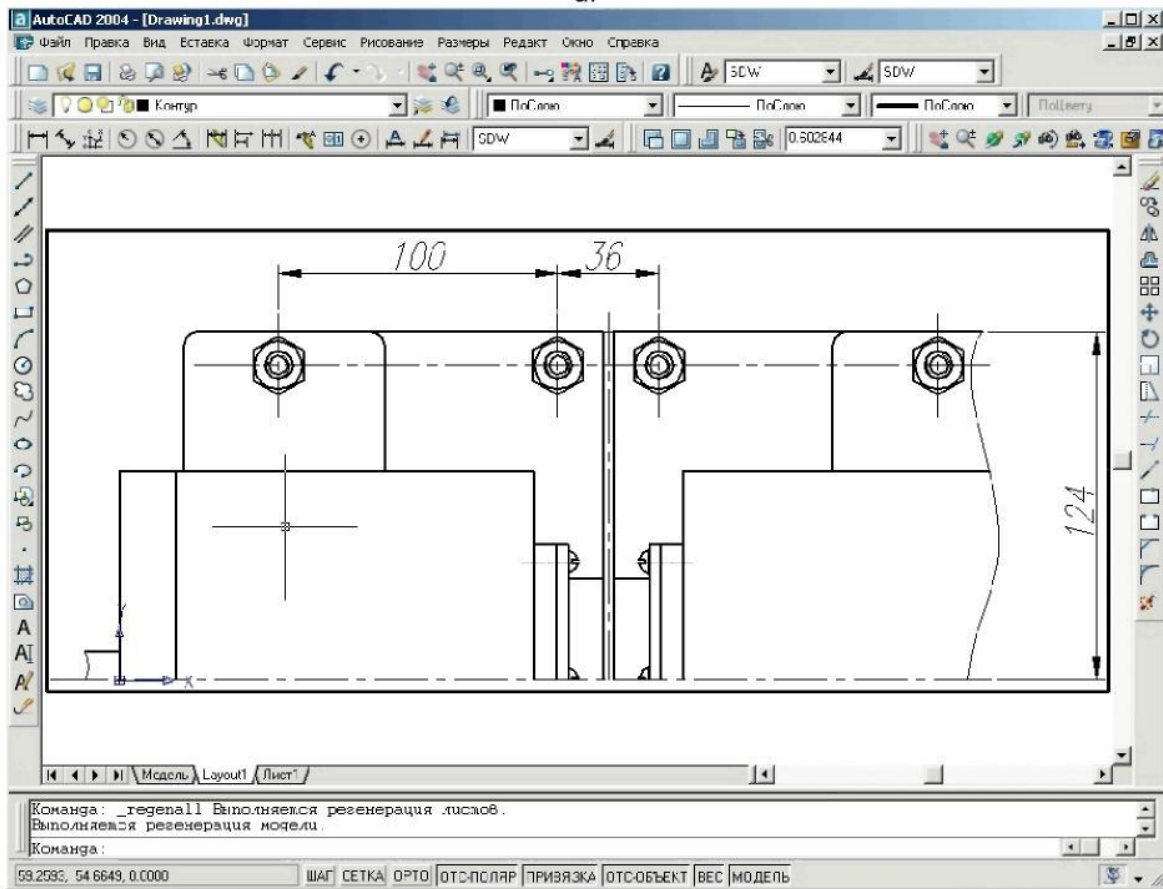 а.
AutoCAD 2004 - [Drawing1.dwg]
Файл Правка Вид Вставка Формат Сервис Рисование Размеры Редакт Окно Справка
SDW SDW
Контур ПоСлою ПоСлою ПоСлою ПоЦвету
SDW 0.602844
100 36
124
X
Модель Layout1 Лист1
Команда: _regenall Выполняется регенерация листов.
Выполняется регенерация модели.
Команда:
59.2593, 54.6649, 0.0000 ШАГ СЕТКА ОРТО ОТС-ПОЛЯР ПРИВЯЗКА ОТС-ОБЪЕКТ ВЕС МОДЕЛЬ